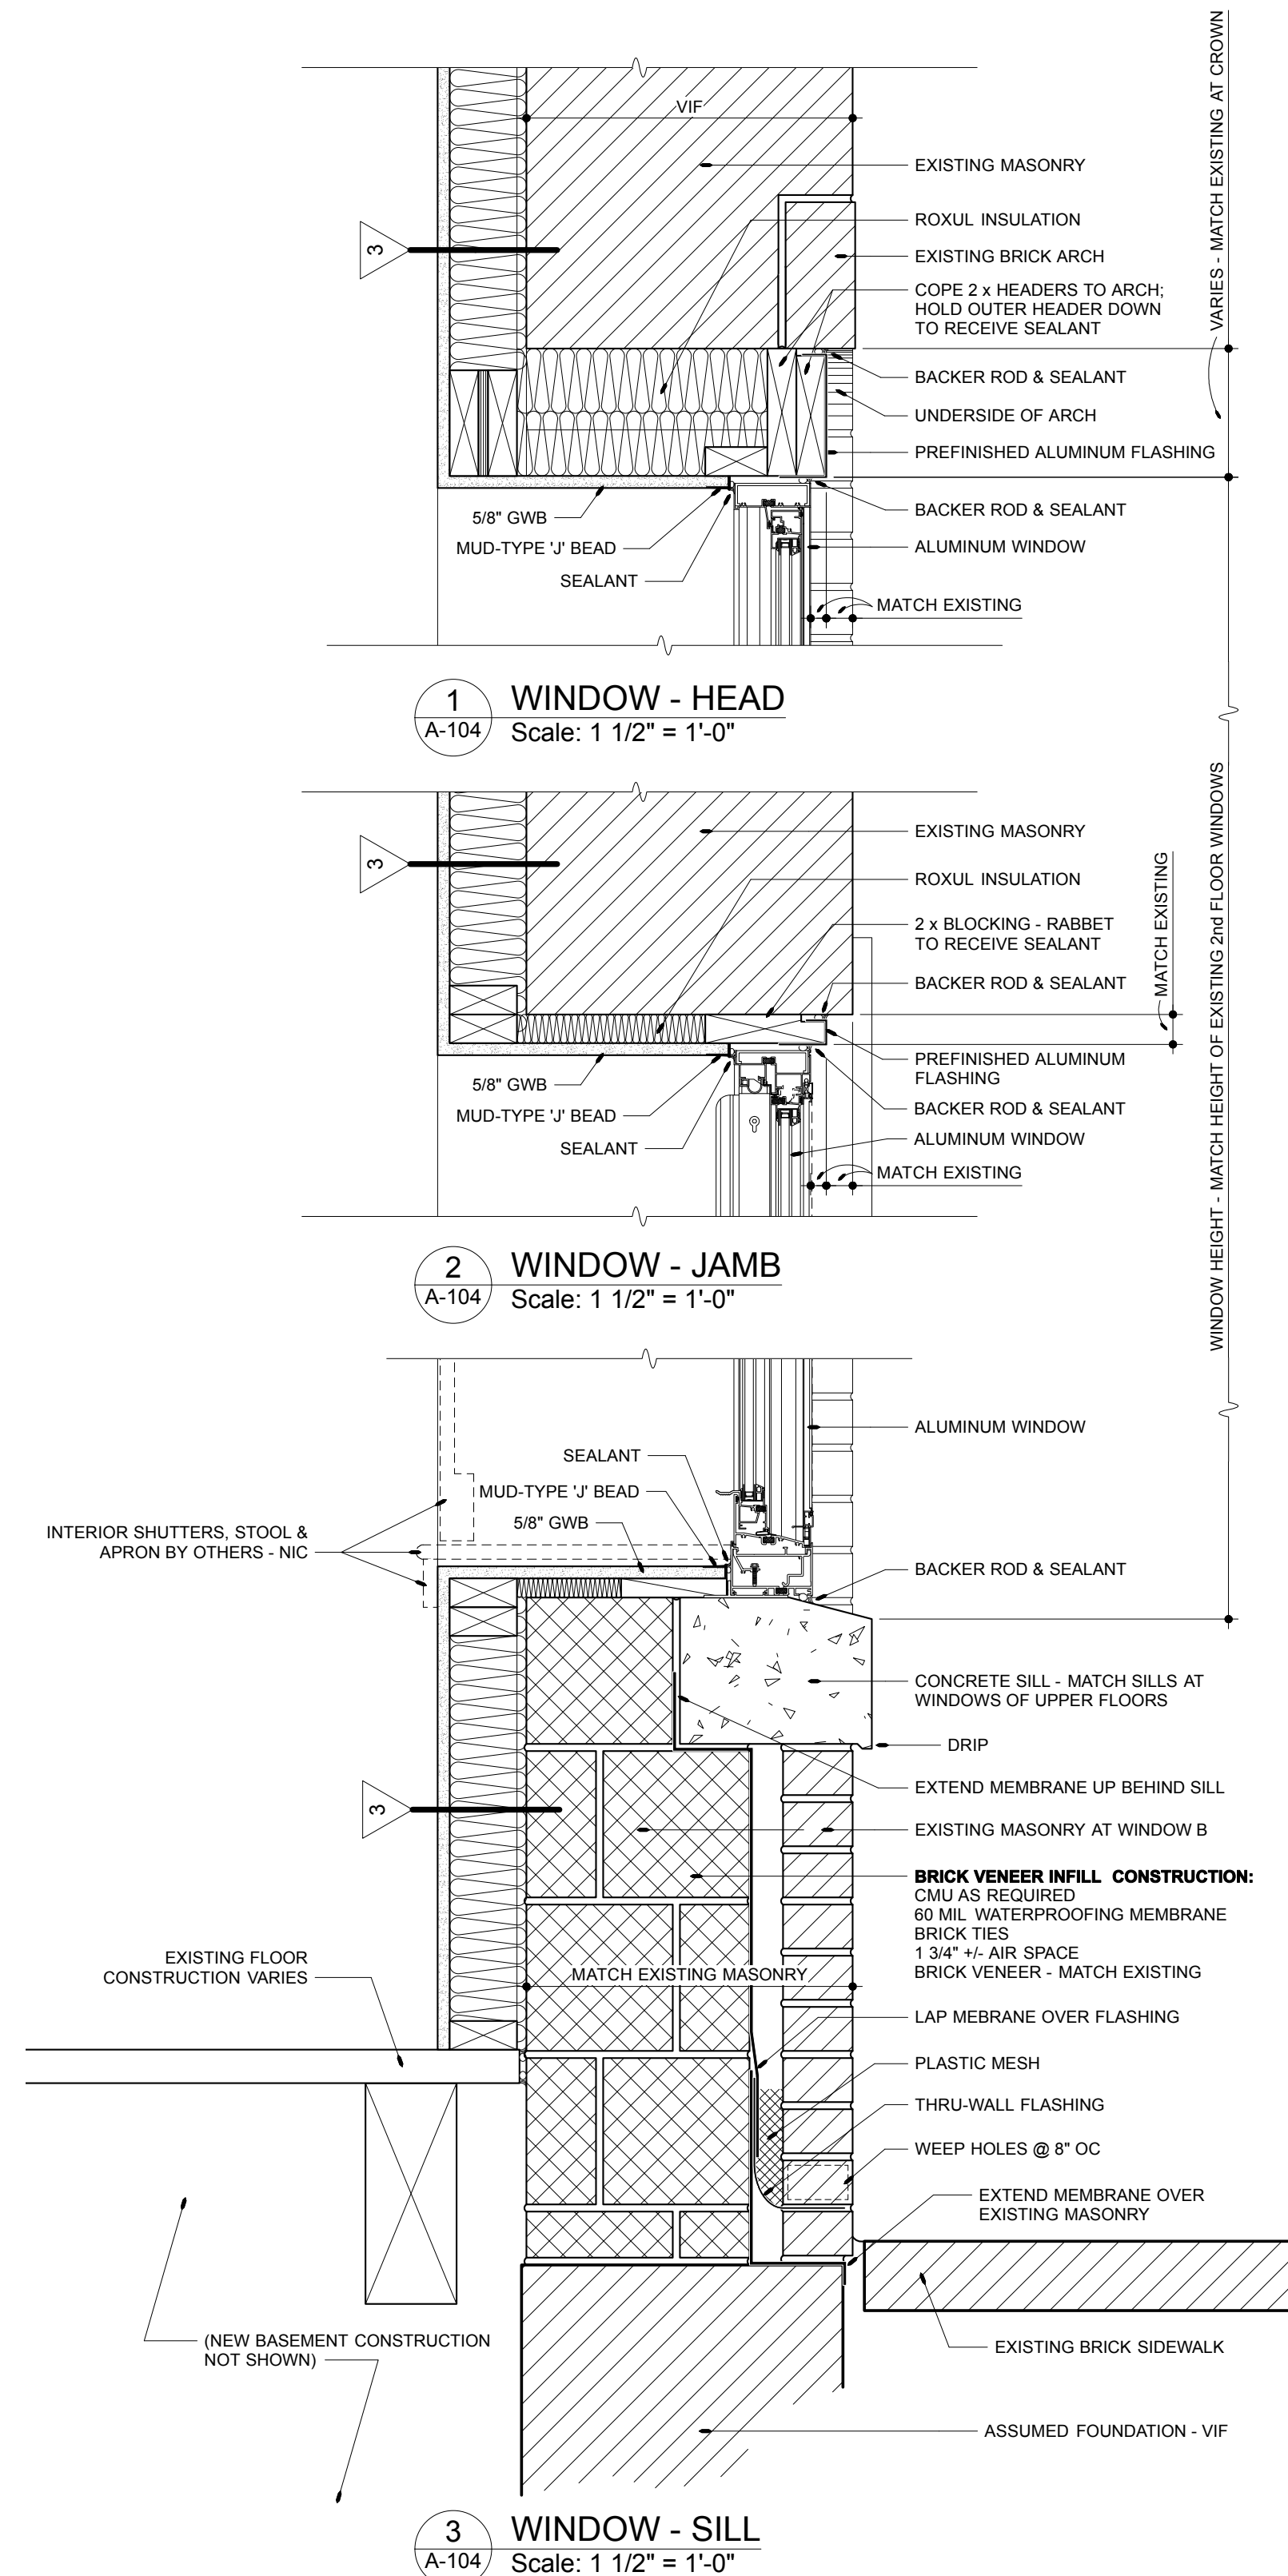 VIF
EXISTING MASONRY
ROXUL INSULATION
3
EXISTING BRICK ARCH
COPE 2 x HEADERS TO ARCH;
HOLD OUTER HEADER DOWN
TO RECEIVE SEALANT
BACKER ROD & SEALANT
UNDERSIDE OF ARCH
PREFINISHED ALUMINUM FLASHING
BACKER ROD & SEALANT
5/8" GWB
MUD-TYPE 'J' BEAD
ALUMINUM WINDOW
SEALANT
MATCH EXISTING
VARIES - MATCH EXISTING AT CROWN
1
A-104
WINDOW - HEAD
Scale: 1 1/2" = 1'-0"
EXISTING MASONRY
3
ROXUL INSULATION
2 x BLOCKING - RABBET
TO RECEIVE SEALANT
BACKER ROD & SEALANT
MATCH EXISTING
PREFINISHED ALUMINUM
FLASHING
5/8" GWB
BACKER ROD & SEALANT
MUD-TYPE 'J' BEAD
ALUMINUM WINDOW
SEALANT
MATCH EXISTING
WINDOW HEIGHT - MATCH HEIGHT OF EXISTING 2nd FLOOR WINDOWS
2
A-104
WINDOW - JAMB
Scale: 1 1/2" = 1'-0"
ALUMINUM WINDOW
SEALANT
MUD-TYPE 'J' BEAD
5/8" GWB
INTERIOR SHUTTERS, STOOL &
APRON BY OTHERS - NIC
BACKER ROD & SEALANT
CONCRETE SILL - MATCH SILLS AT
WINDOWS OF UPPER FLOORS
DRIP
EXTEND MEMBRANE UP BEHIND SILL
3
EXISTING MASONRY AT WINDOW B
BRICK VENEER INFILL CONSTRUCTION:
CMU AS REQUIRED
60 MIL WATERPROOFING MEMBRANE
BRICK TIES
1 3/4" +/- AIR SPACE
BRICK VENEER - MATCH EXISTING
EXISTING FLOOR
CONSTRUCTION VARIES
MATCH EXISTING MASONRY
LAP MEBRANE OVER FLASHING
PLASTIC MESH
THRU-WALL FLASHING
WEEP HOLES @ 8" OC
EXTEND MEMBRANE OVER
EXISTING MASONRY
(NEW BASEMENT CONSTRUCTION
NOT SHOWN)
EXISTING BRICK SIDEWALK
ASSUMED FOUNDATION - VIF
3
A-104
WINDOW - SILL
Scale: 1 1/2" = 1'-0"